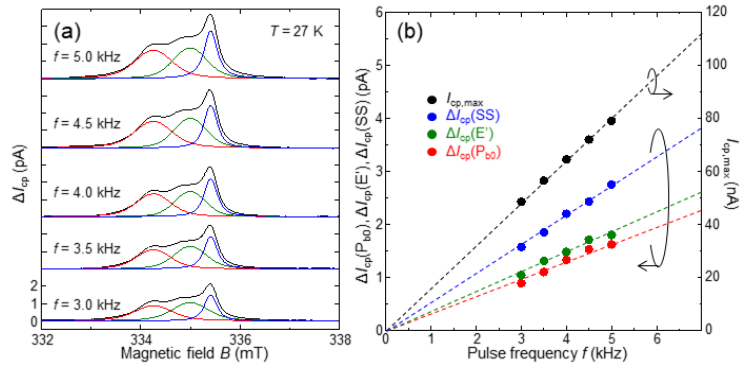 (a)
T = 27 K
f = 5.0 kHz
4.5 kHz
4.0 kHz
3.5 kHz
3.0 kHz
2
1
0
ΔIcp (pA)
332 334 336 338
Magnetic field B (mT)
(b)
Icp,max
ΔIcp(SS)
ΔIcp(E')
ΔIcp(Pb0)
6
5
4
3
2
1
0
ΔIcp(Pb0), ΔIcp(E'), ΔIcp(SS) (pA)
120
100
80
60
40
20
0
Icp,max (nA)
0 1 2 3 4 5 6
Pulse frequency f (kHz)